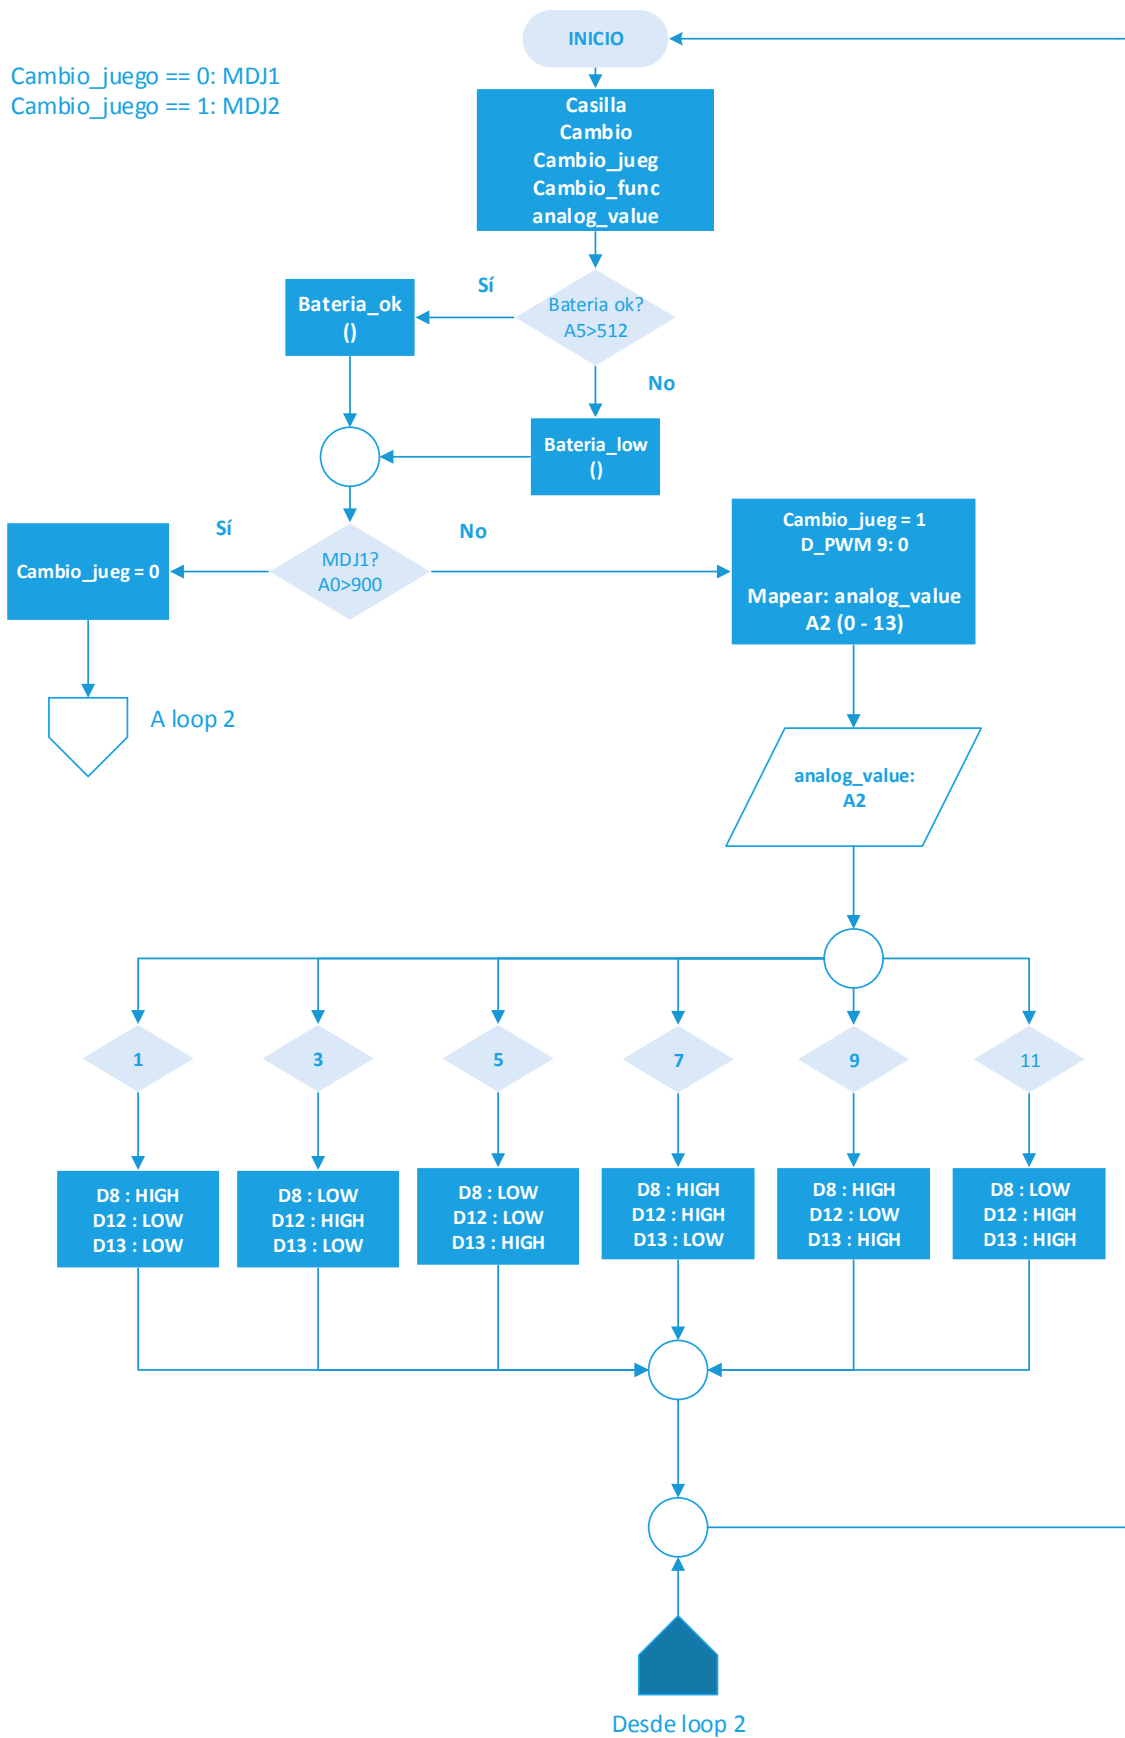 INICIO
Cambio_juego == 0: MDJ1
Cambio_juego == 1: MDJ2
Casilla
Cambio
Cambio_jueg
Cambio_func
analog_value
Sí
Bateria ok?
A5>512
Bateria_ok
()
No
Bateria_low
()
Sí
No
MDJ1?
A0>900
Cambio_jueg = 0
Cambio_jueg = 1
D_PWM 9: 0
Mapear: analog_value
A2 (0 - 13)
A loop 2
analog_value:
A2
1
3
5
7
9
11
D8 : HIGH
D12 : LOW
D13 : LOW
D8 : LOW
D12 : HIGH
D13 : LOW
D8 : LOW
D12 : LOW
D13 : HIGH
D8 : HIGH
D12 : HIGH
D13 : LOW
D8 : HIGH
D12 : LOW
D13 : HIGH
D8 : LOW
D12 : HIGH
D13 : HIGH
Desde loop 2